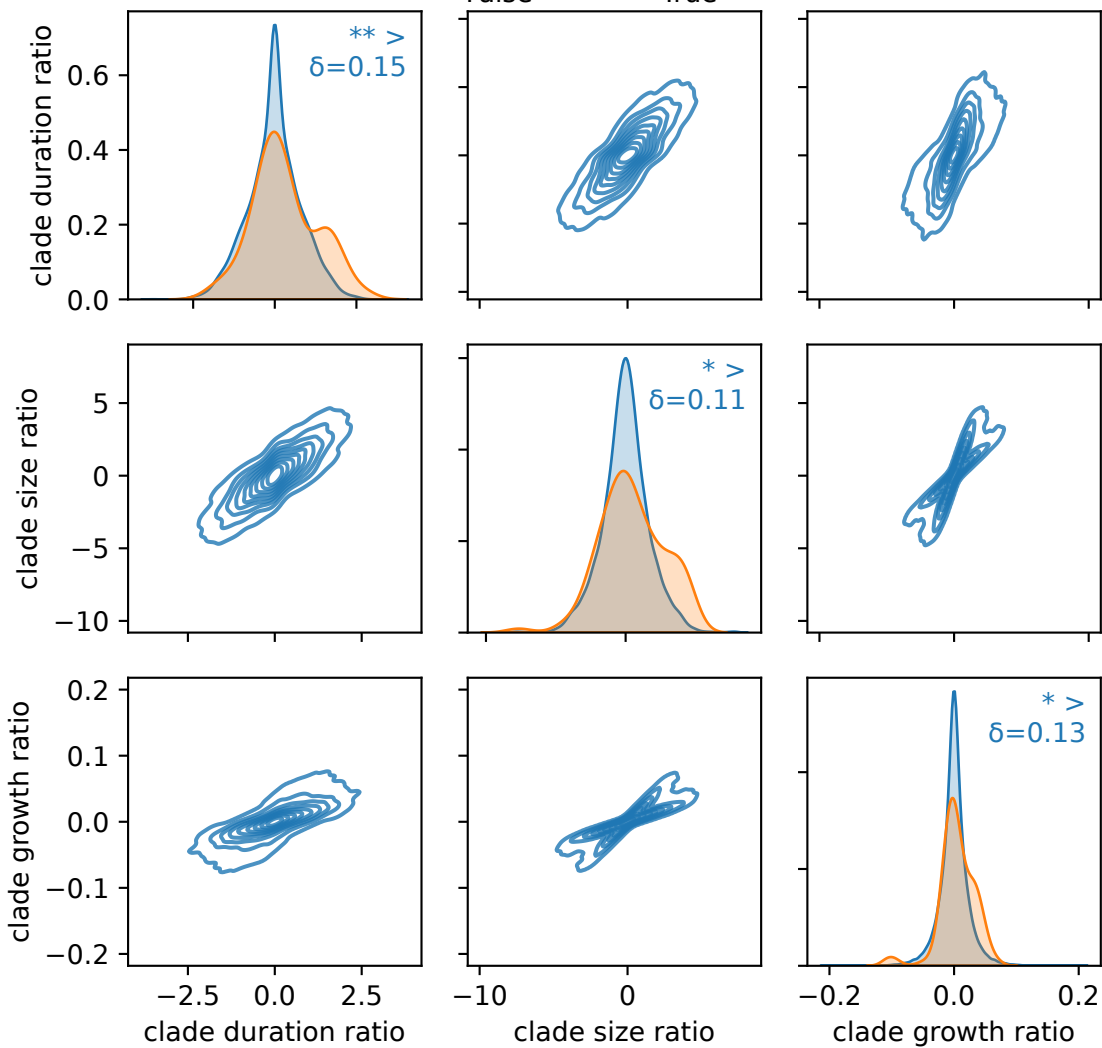 False True
clade duration ratio
0.6
0.4
0.2
0.0
** >
δ=0.15
clade size ratio
5
0
−5
−10
* >
δ=0.11
clade growth ratio
0.2
0.1
0.0
−0.1
−0.2
* >
δ=0.13
−2.5 0.0 2.5
−10 0
−0.2 0.0 0.2
clade duration ratio
clade size ratio
clade growth ratio